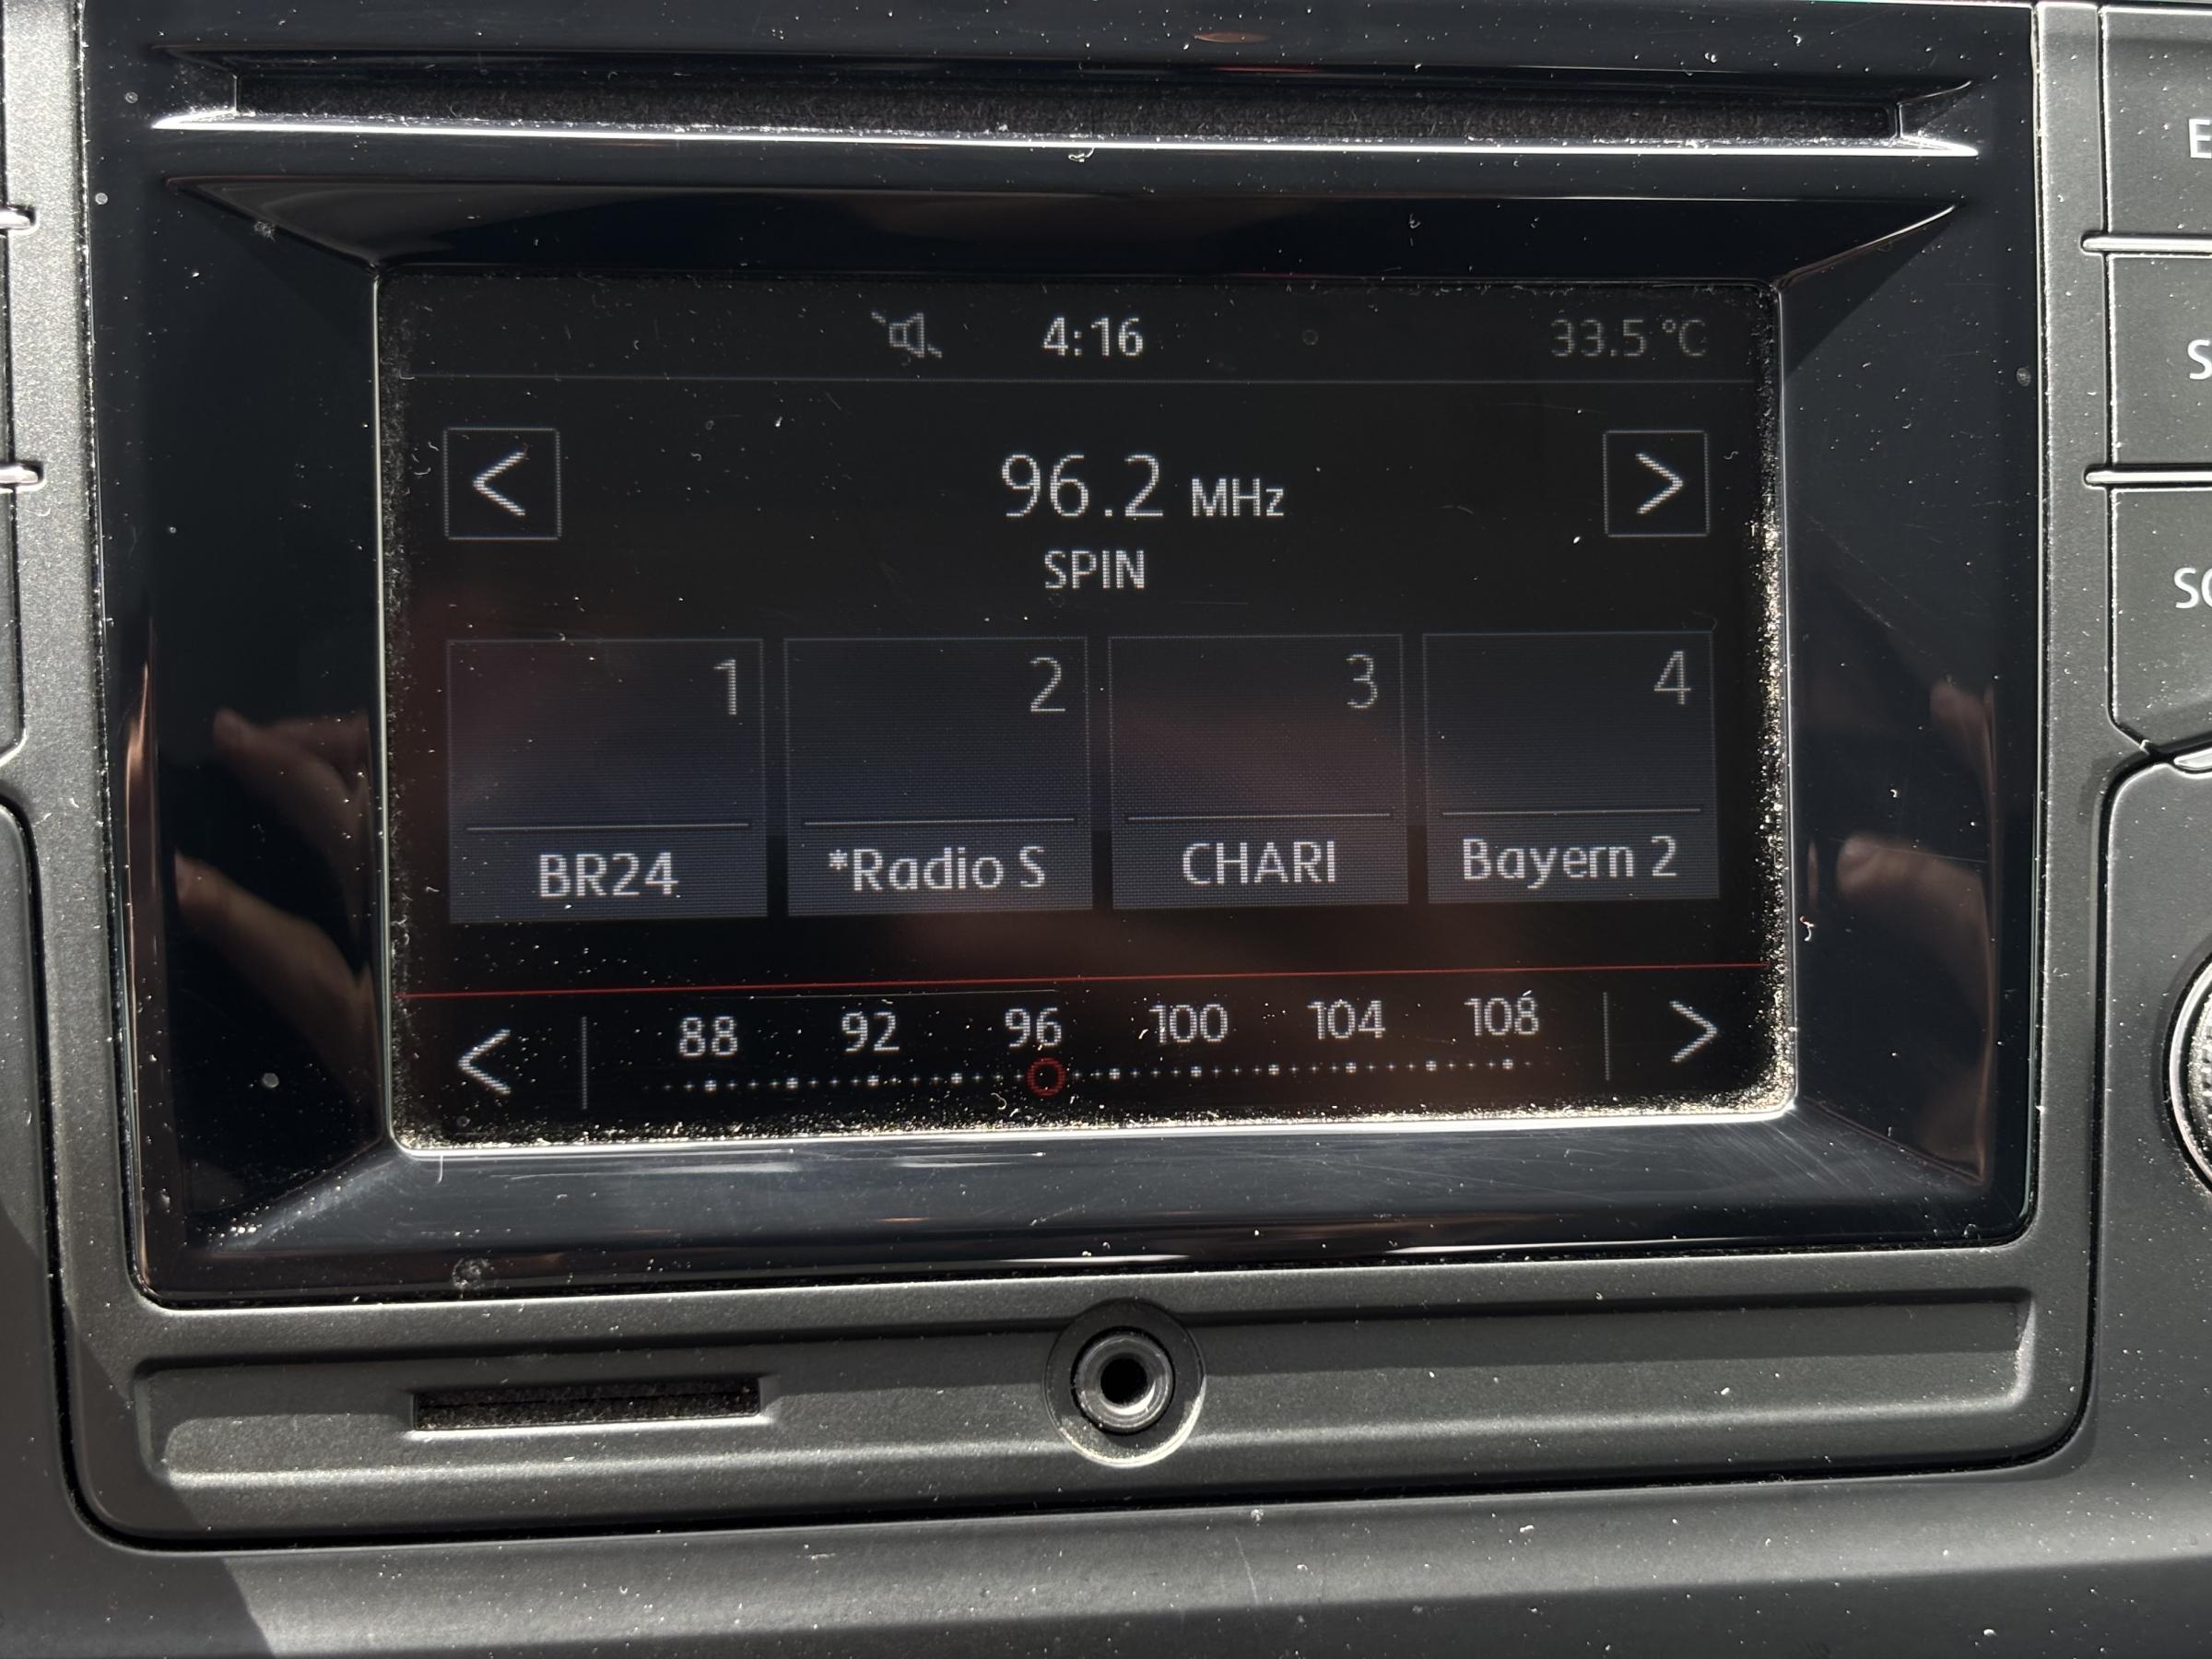 4:16 33.5 °C
< 96.2 MHz >
SPIN
1 2 3 4
BR24 *Radio S CHARI Bayern 2
< 88 92 96 100 104 108 >